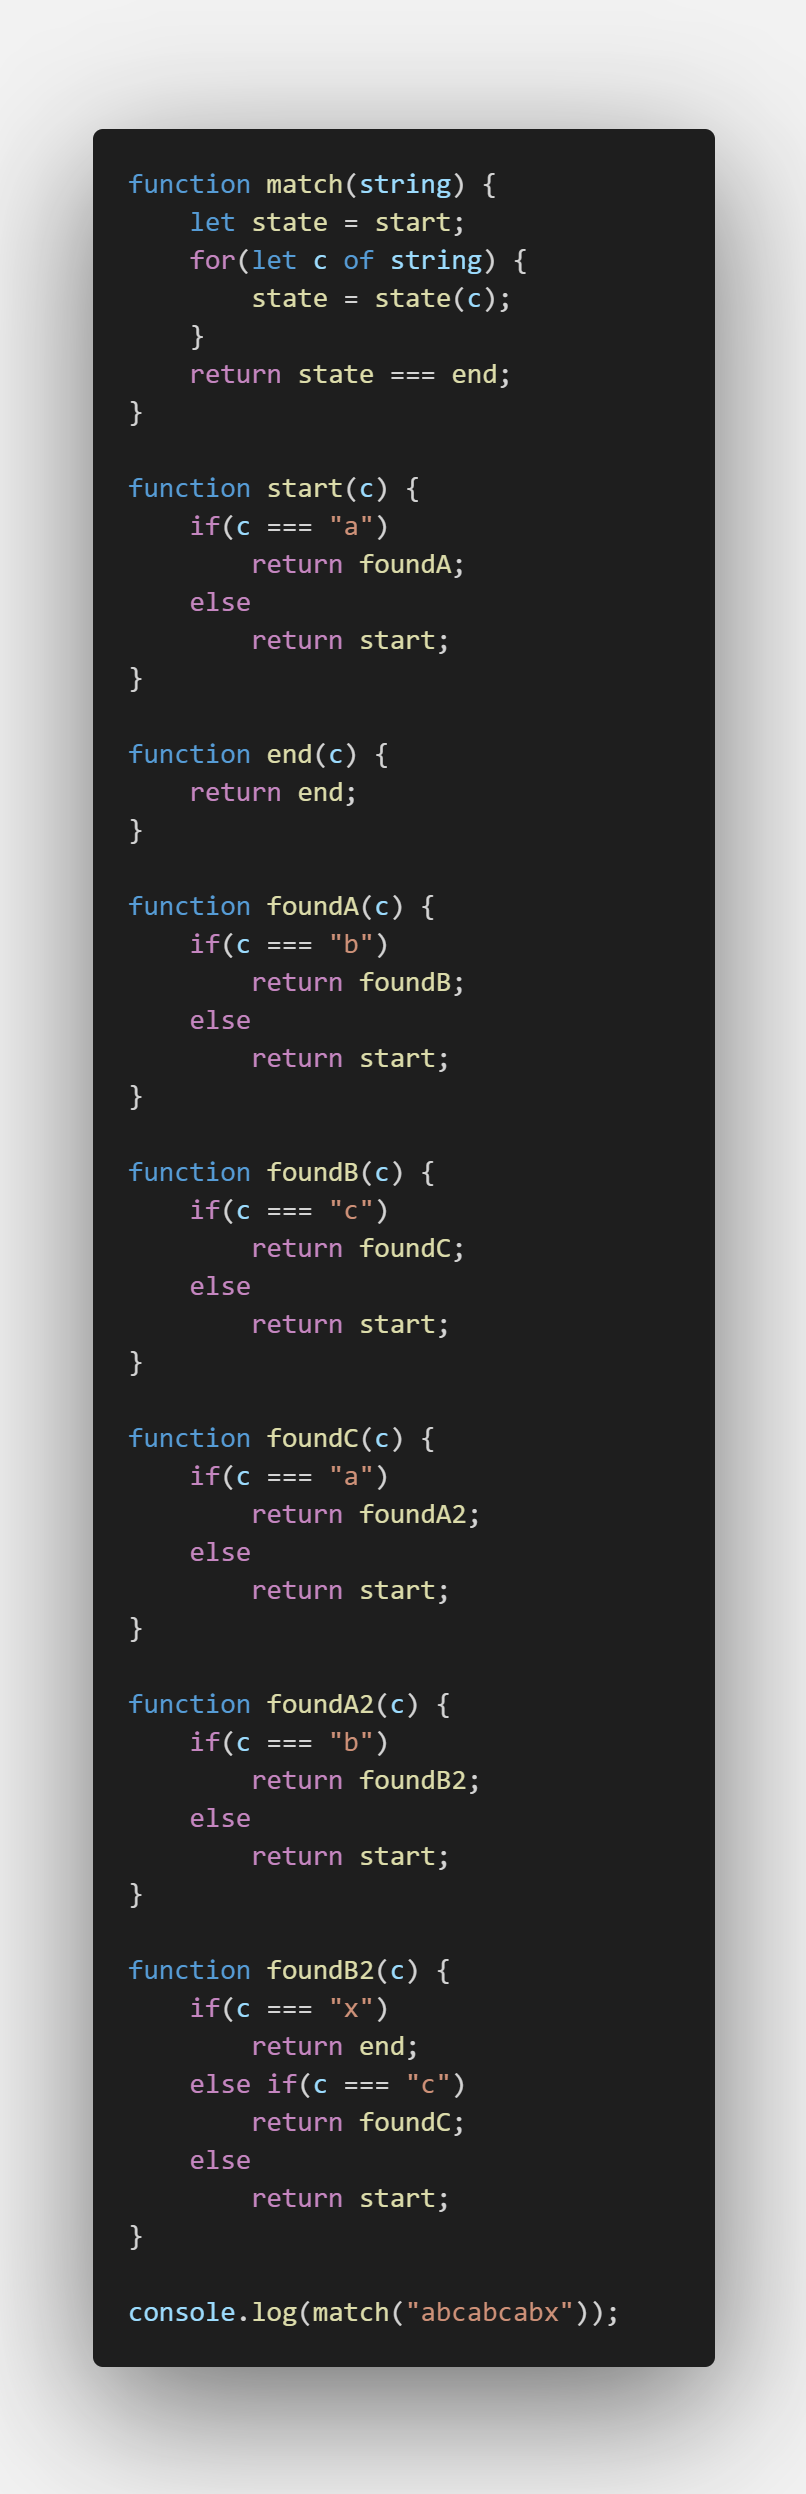 function match(string) {
    let state = start;
    for(let c of string) {
        state = state(c);
    }
    return state === end;
}

function start(c) {
    if(c === "a")
        return foundA;
    else
        return start;
}

function end(c) {
    return end;
}

function foundA(c) {
    if(c === "b")
        return foundB;
    else
        return start;
}

function foundB(c) {
    if(c === "c")
        return foundC;
    else
        return start;
}

function foundC(c) {
    if(c === "a")
        return foundA2;
    else
        return start;
}

function foundA2(c) {
    if(c === "b")
        return foundB2;
    else
        return start;
}

function foundB2(c) {
    if(c === "x")
        return end;
    else if(c === "c")
        return foundC;
    else
        return start;
}

console.log(match("abcabcabx"));